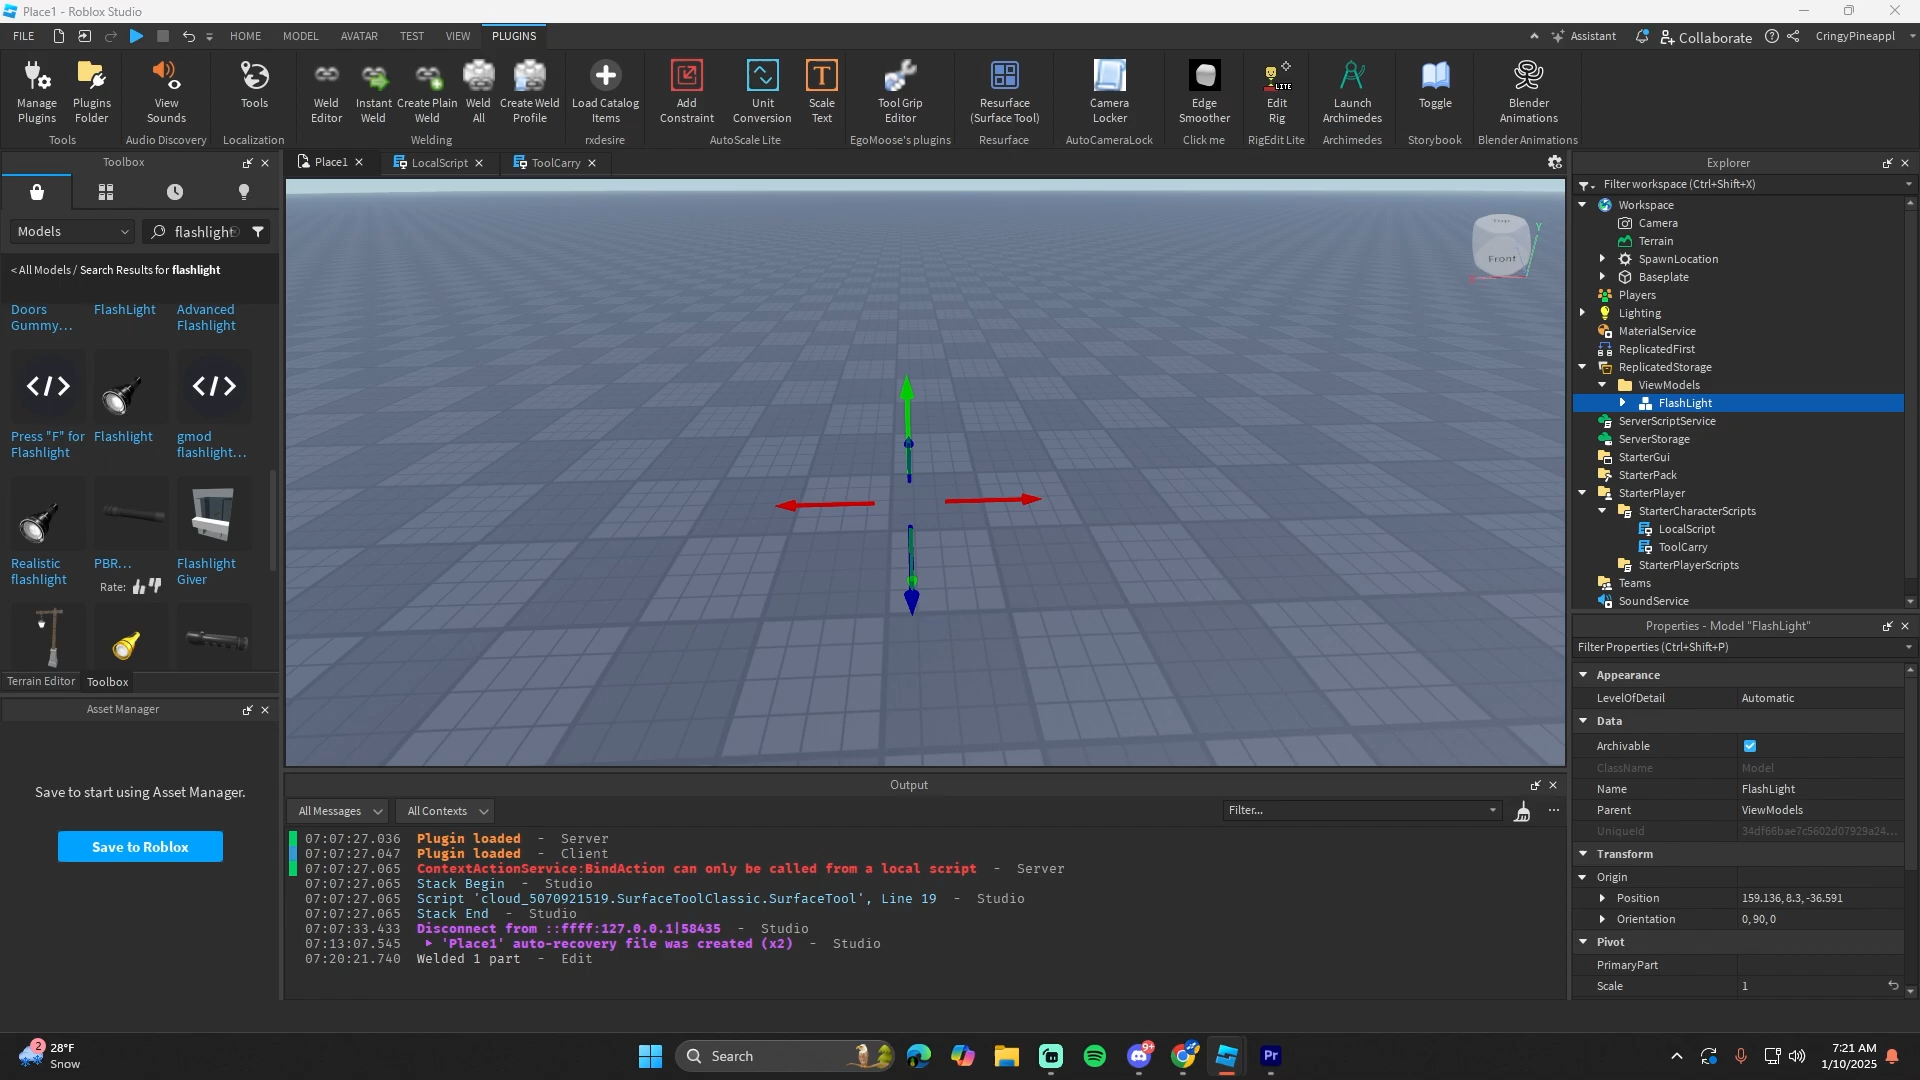 Place1 - Roblox Studio
FILE HOME MODEL AVATAR TEST VIEW PLUGINS Assistant Collaborate CringyPineappl
Manage Plugins
Plugins Folder
View Sounds
Tools
Weld Editor
Instant Weld
Create Plain Weld
Weld All
Create Weld Profile
Load Catalog Items
Add Constraint
Unit Conversion
Scale Text
Tool Grip Editor
Resurface (Surface Tool)
Camera Locker
Edge Smoother
LITE
Edit Rig
Launch Archimedes
Toggle
Blender Animations
Tools Audio Discovery Localization Welding rxdesire AutoScale Lite EgoMoose's plugins Resurface AutoCameraLock Click me RigEdit Lite Archimedes Storybook Blender Animations
Toolbox
Models flashlight
< All Models / Search Results for flashlight
Doors Gummy...
FlashLight
Advanced Flashlight
Press "F" for Flashlight
Flashlight
gmod flashlight...
Realistic flashlight
PBR...
Rate:
Flashlight Giver
Terrain Editor Toolbox
Asset Manager
Save to start using Asset Manager.
Save to Roblox
Place1 LocalScript ToolCarry
Top
Front
Y
Output
All Messages All Contexts Filter...
07:07:27.036 Plugin loaded - Server
07:07:27.047 Plugin loaded - Client
07:07:27.065 ContextActionService:BindAction can only be called from a local script - Server
07:07:27.065 Stack Begin - Studio
07:07:27.065 Script 'cloud_5070921519.SurfaceToolClassic.SurfaceTool', Line 19 - Studio
07:07:27.065 Stack End - Studio
07:07:33.433 Disconnect from ::ffff:127.0.0.1|58435 - Studio
07:13:07.545 'Place1' auto-recovery file was created (x2) - Studio
07:20:21.740 Welded 1 part - Edit
Explorer
Filter workspace (Ctrl+Shift+X)
Workspace
Camera
Terrain
SpawnLocation
Baseplate
Players
Lighting
MaterialService
ReplicatedFirst
ReplicatedStorage
ViewModels
FlashLight
ServerScriptService
ServerStorage
StarterGui
StarterPack
StarterPlayer
StarterCharacterScripts
LocalScript
ToolCarry
StarterPlayerScripts
Teams
SoundService
Properties - Model "FlashLight"
Filter Properties (Ctrl+Shift+P)
Appearance
LevelOfDetail Automatic
Data
Archivable
ClassName Model
Name FlashLight
Parent ViewModels
UniqueId 34df66bae7c5602d07929a24...
Transform
Origin
Position 159.136, 8.3, -36.591
Orientation 0, 90, 0
Pivot
PrimaryPart
Scale 1
2
28°F
Snow
Search
9+
Pr
7:21 AM
1/10/2025